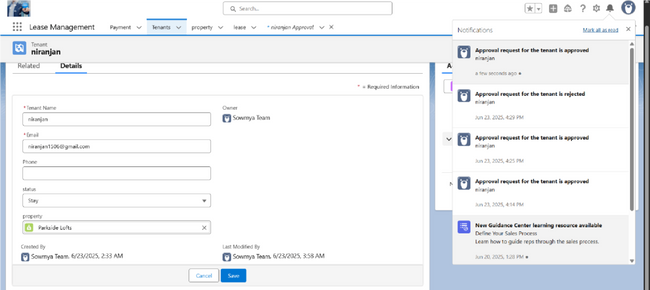 Search...
Lease Management
Payment
Tenants
property
lease
* niranjan Approval
Tenant
niranjan
Related
Details
* = Required Information
*Tenant Name
niranjan
Owner
Sowmya Team
*Email
niranjan1506@gmail.com
Phone
status
Stay
property
Parkside Lofts
Created By
Sowmya Team, 6/23/2025, 2:33 AM
Last Modified By
Sowmya Team, 6/23/2025, 3:58 AM
Cancel
Save
Notifications
Mark all as read
Approval request for the tenant is approved
niranjan
a few seconds ago
Approval request for the tenant is rejected
niranjan
Jun 23, 2025, 4:29 PM
Approval request for the tenant is approved
niranjan
Jun 23, 2025, 4:25 PM
Approval request for the tenant is approved
niranjan
Jun 23, 2025, 4:14 PM
New Guidance Center learning resource available
Define Your Sales Process
Learn how to guide reps through the sales process.
Jun 20, 2025, 5:28 PM